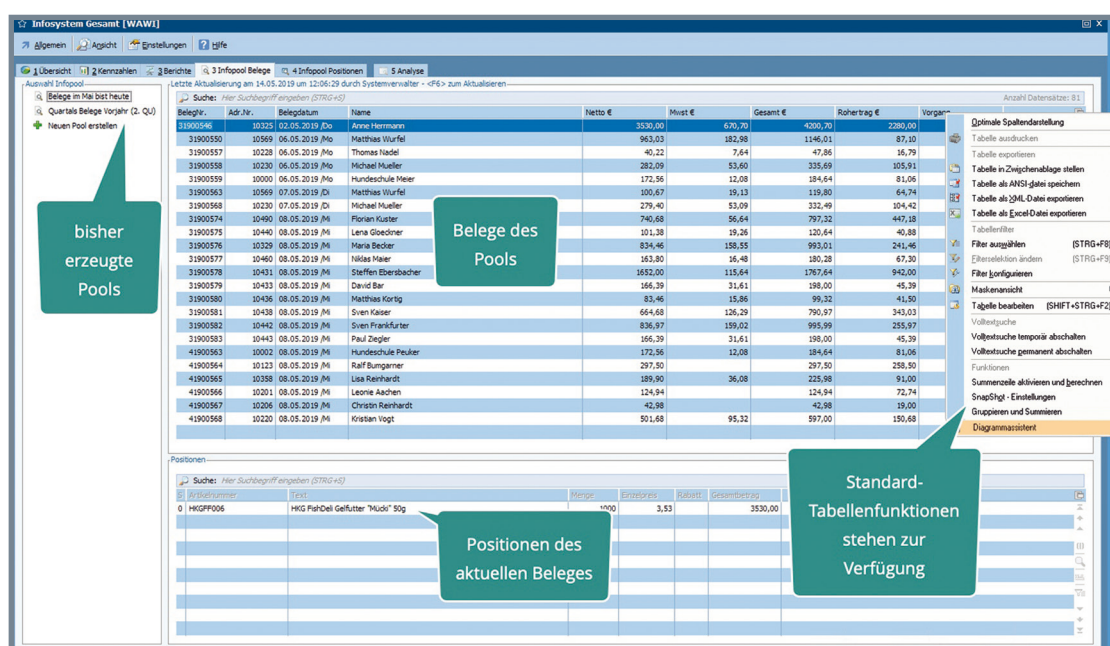 Infosystem Gesamt [WAWI]
Allgemein Ansicht Einstellungen Hilfe
1 Übersicht 2 Kennzahlen 3 Berichte 3 Infopool Belege 4 Infopool Positionen 5 Analyse
Auswahl Infopool
Belege im Mai bist heute
Quartals Belege Vorjahr (2. QU)
Neuen Pool erstellen
Letzte Aktualisierung am 14.05.2019 um 12:06:29 durch Systemverwalter - <F6> zum Aktualisieren
Suche: Hier Suchbegriff eingeben (STRG+S) Anzahl Datensätze: 81
BelegNr. Adr.Nr. Belegdatum Name Netto € Mwst € Gesamt € Rohertrag € Vorgang
31900546 10325 02.05.2019 /Do Anne Herrmann 3530,00 670,70 4200,70 2280,00
31900550 10569 06.05.2019 /Mo Matthias Wurfel 963,03 182,98 1146,01 87,10
31900557 10228 06.05.2019 /Mo Thomas Nadel 40,22 7,64 47,86 16,79
31900558 10230 06.05.2019 /Mo Michael Mueller 282,09 53,60 335,69 105,91
31900559 10000 06.05.2019 /Mo Hundeschule Meier 172,56 12,08 184,64 81,06
31900563 10569 07.05.2019 /Di Matthias Wurfel 100,67 19,13 119,80 64,74
31900568 10230 07.05.2019 /Di Michael Mueller 279,40 53,09 332,49 104,42
31900574 10490 08.05.2019 /Mi Florian Kuster 740,68 56,64 797,32 447,18
31900575 10440 08.05.2019 /Mi Lena Gloeckner 101,38 19,26 120,64 40,88
31900576 10329 08.05.2019 /Mi Maria Becker 834,46 158,55 993,01 241,46
31900577 10460 08.05.2019 /Mi Niklas Maier 163,80 16,48 180,28 67,30
31900578 10431 08.05.2019 /Mi Steffen Ebersbacher 1652,00 115,64 1767,64 942,00
31900579 10433 08.05.2019 /Mi David Bar 166,39 31,61 198,00 45,39
31900580 10436 08.05.2019 /Mi Matthias Kortig 83,46 15,86 99,32 41,50
31900581 10438 08.05.2019 /Mi Sven Kaiser 664,68 126,29 790,97 343,03
31900582 10442 08.05.2019 /Mi Sven Frankfurter 836,97 159,02 995,99 255,97
31900583 10443 08.05.2019 /Mi Paul Ziegler 166,39 31,61 198,00 45,39
41900563 10002 08.05.2019 /Mi Hundeschule Peuker 172,56 12,08 184,64 81,06
41900564 10123 08.05.2019 /Mi Ralf Bumgarner 297,50 297,50 258,50
41900565 10358 08.05.2019 /Mi Lisa Reinhardt 189,90 36,08 225,98 91,00
41900566 10201 08.05.2019 /Mi Leonie Aachen 124,94 124,94 72,74
41900567 10206 08.05.2019 /Mi Christin Reinhardt 42,98 42,98 19,00
41900568 10220 08.05.2019 /Mi Kristian Vogt 501,68 95,32 597,00 150,68
Optimale Spaltendarstellung
Tabelle ausdrucken
Tabelle exportieren
Tabelle in Zwischenablage stellen
Tabelle als ANSI-datei speichern
Tabelle als XML-Datei exportieren
Tabelle als Excel-Datei exportieren
Tabellenfilter
Filter auswählen (STRG+F8)
Filterselektion ändern (STRG+F9)
Filter konfigurieren
Maskenansicht
Tabelle bearbeiten (SHIFT+STRG+F2)
Volltextsuche
Volltextsuche temporär abschalten
Volltextsuche permanent abschalten
Funktionen
Summenzeile aktivieren und berechnen
SnapShot - Einstellungen
Gruppieren und Summieren
Diagrammassistent
bisher
erzeugte
Pools
Belege des
Pools
Positionen
Suche: Hier Suchbegriff eingeben (STRG+S)
S Artikelnummer Text Menge Einzelpreis Rabatt Gesamtbetrag
0 HKGFF006 HKG FishDeli Gelfutter "Mücki" 50g 1000 3,53 3530,00
Positionen des
aktuellen Beleges
Standard-
Tabellenfunktionen
stehen zur
Verfügung